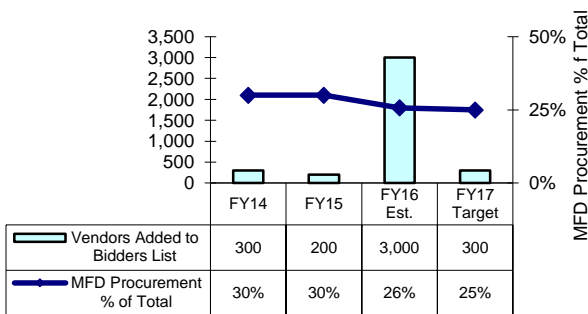 3,500
3,000
2,500
2,000
1,500
1,000
500
0
50%
25%
0%
MFD Procurement % f Total
FY14 FY15 FY16 Est. FY17 Target
Vendors Added to Bidders List 300 200 3,000 300
MFD Procurement % of Total 30% 30% 26% 25%